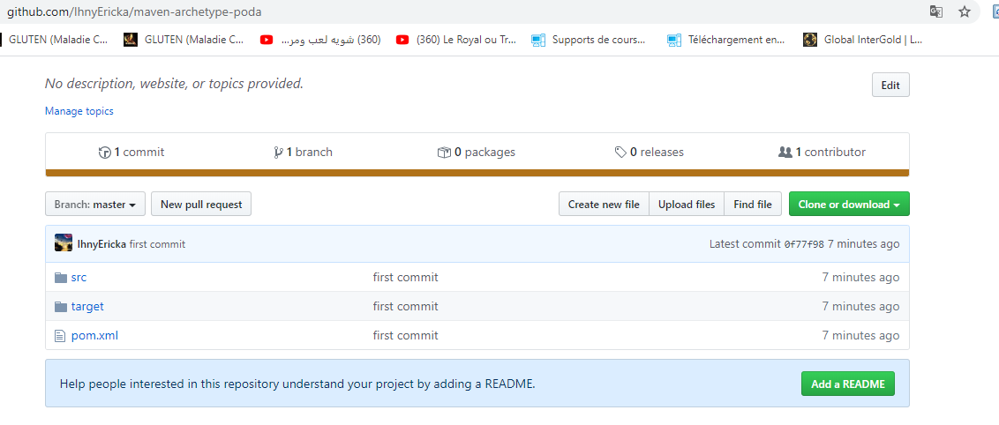 github.com/IhnyEricka/maven-archetype-poda
GLUTEN (Maladie C... GLUTEN (Maladie C... (360) شويه لعب ومر... (360) Le Royal ou Tr... Supports de cours... Téléchargement en... Global InterGold | L...
No description, website, or topics provided. Edit
Manage topics
1 commit 1 branch 0 packages 0 releases 1 contributor
Branch: master New pull request Create new file Upload files Find file Clone or download
IhnyEricka first commit Latest commit 0f77f98 7 minutes ago
src first commit 7 minutes ago
target first commit 7 minutes ago
pom.xml first commit 7 minutes ago
Help people interested in this repository understand your project by adding a README. Add a README